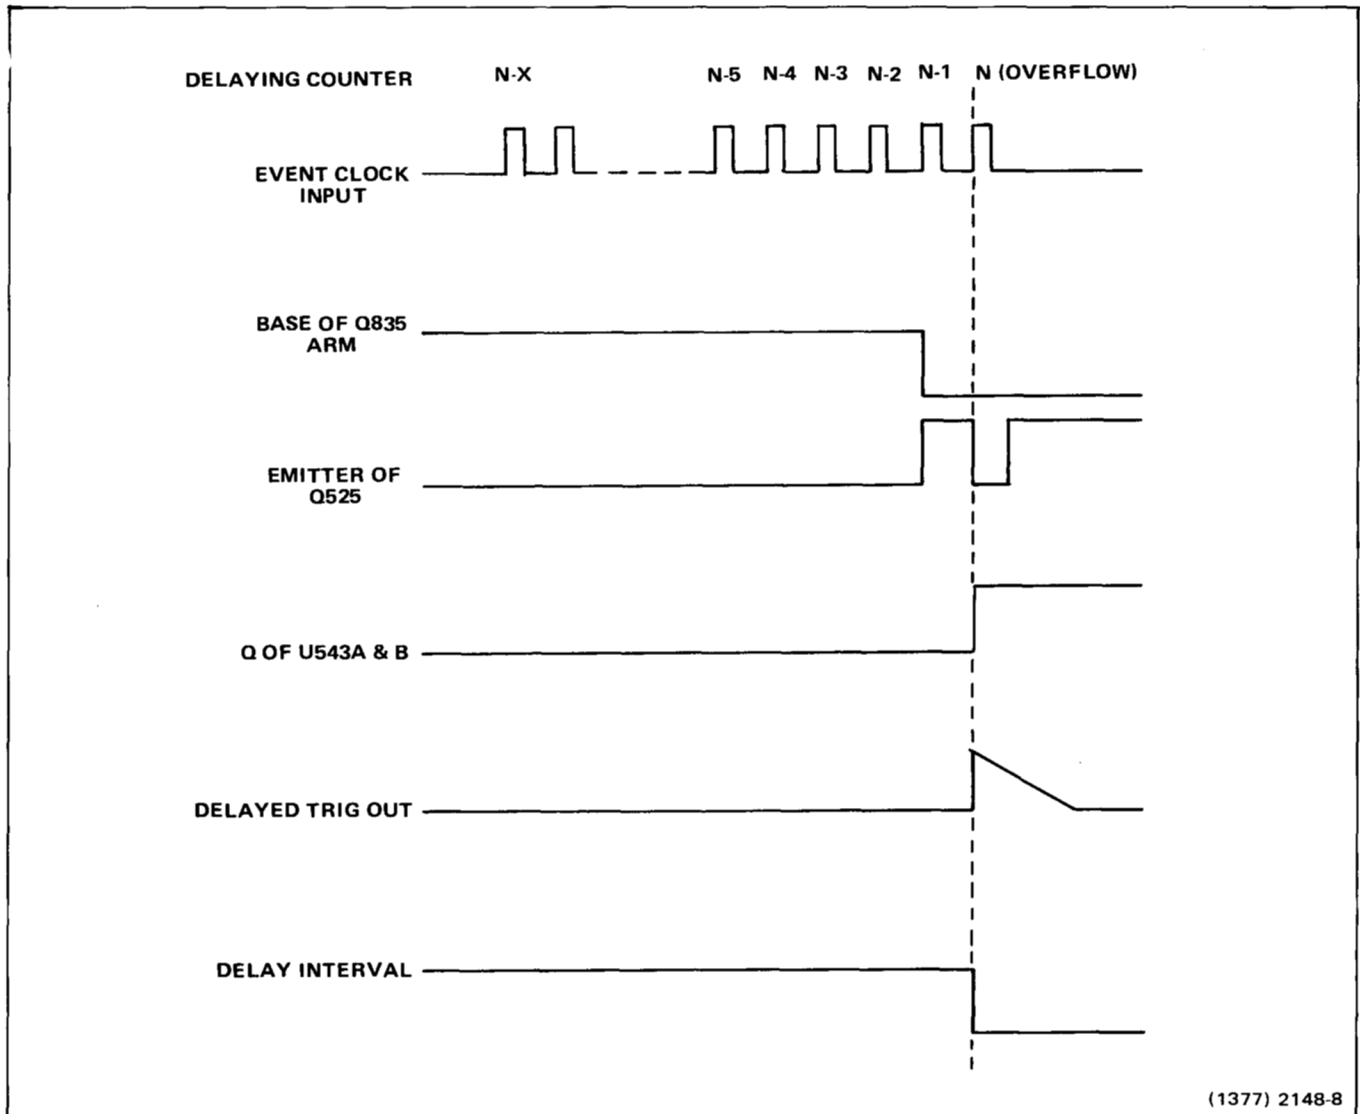 DELAYING COUNTER N-X N-5 N-4 N-3 N-2 N-1 N (OVERFLOW)
EVENT CLOCK
INPUT
BASE OF Q835
ARM
EMITTER OF
Q525
Q OF U543A & B
DELAYED TRIG OUT
DELAY INTERVAL
(1377) 2148-8